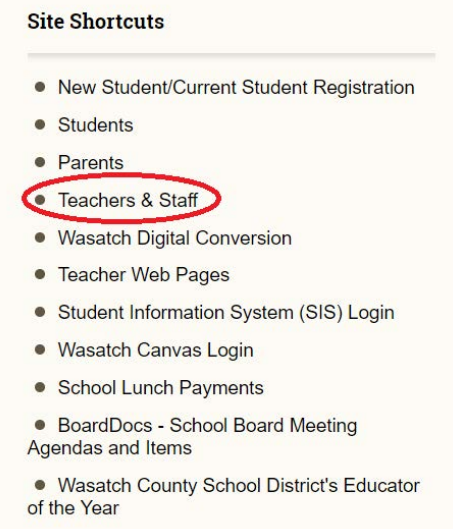 Site Shortcuts
New Student/Current Student Registration
Students
Parents
Teachers & Staff
Wasatch Digital Conversion
Teacher Web Pages
Student Information System (SIS) Login
Wasatch Canvas Login
School Lunch Payments
BoardDocs - School Board Meeting
Agendas and Items
Wasatch County School District's Educator
of the Year